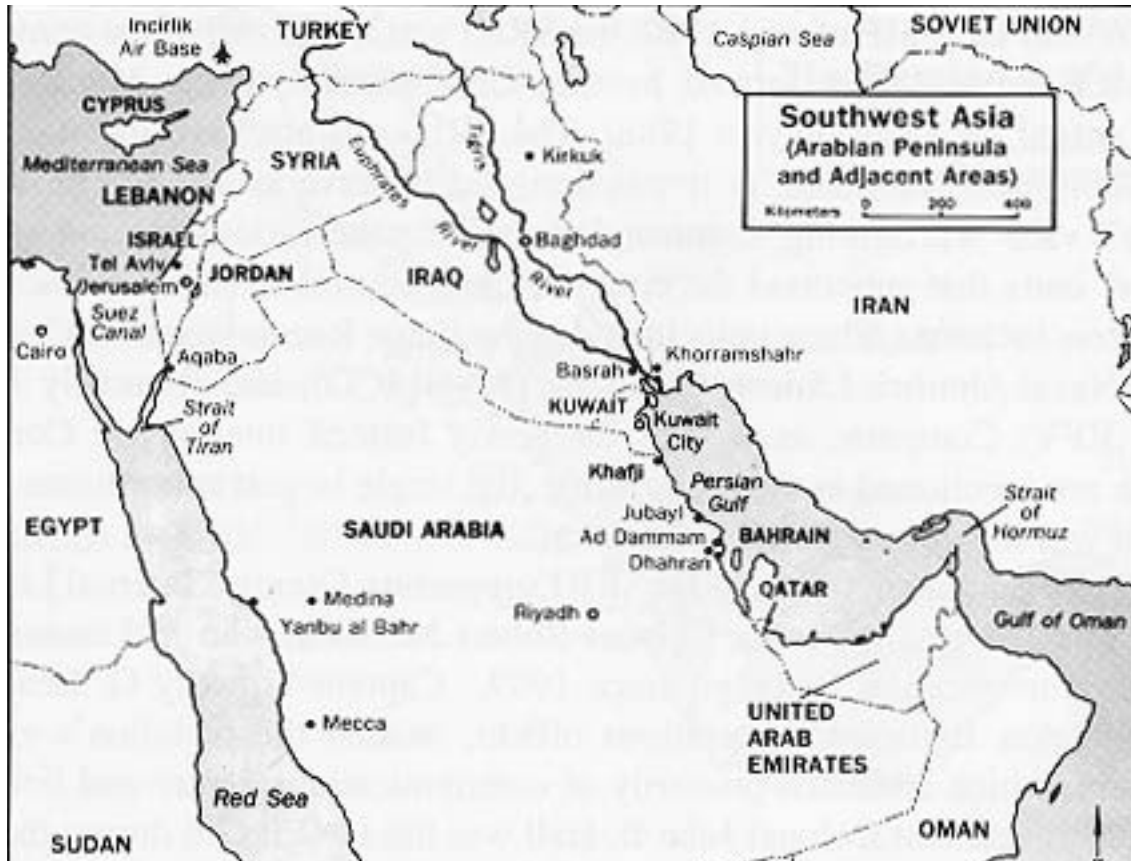 Incirlik
Air Base
TURKEY
Caspian Sea
SOVIET UNION
CYPRUS
Mediterranean Sea
SYRIA
LEBANON
Euphrates
River
Tigris
River
Kirkuk
Southwest Asia
(Arabian Peninsula
and Adjacent Areas)
Kilometers 0 200 400
ISRAEL
Tel Aviv
Jerusalem
JORDAN
IRAQ
Baghdad
IRAN
Suez
Canal
Cairo
Aqaba
Khorramshahr
Basrah
KUWAIT
Kuwait
City
Strait
of
Tiran
Khafji
Persian
Gulf
Strait
of
Hormuz
EGYPT
SAUDI ARABIA
Jubayl
Ad Dammam
BAHRAIN
Dhahran
QATAR
Medina
Yanbu al Bahr
Riyadh
Gulf of Oman
Mecca
UNITED
ARAB
EMIRATES
Red Sea
SUDAN
OMAN